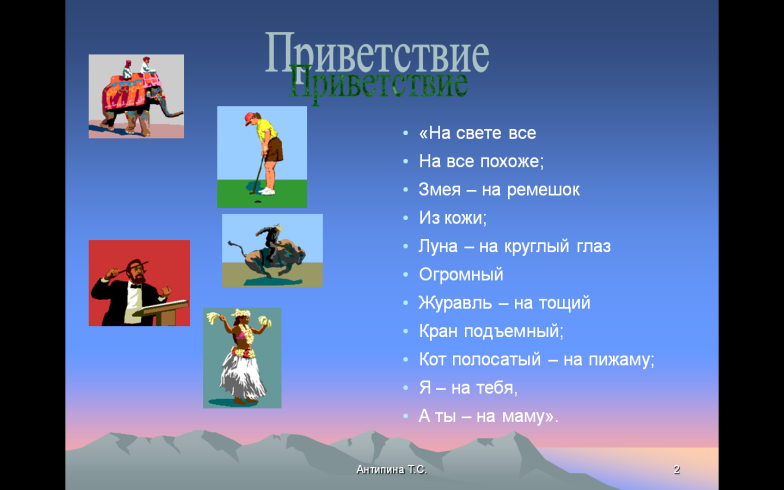 Приветствие
Приветствие
• «На свете все
• На все похоже;
• Змея – на ремешок
• Из кожи;
• Луна – на круглый глаз
• Огромный
• Журавль – на тощий
• Кран подъемный;
• Кот полосатый – на пижаму;
• Я – на тебя,
• А ты – на маму».
Антипина Т.С.
2